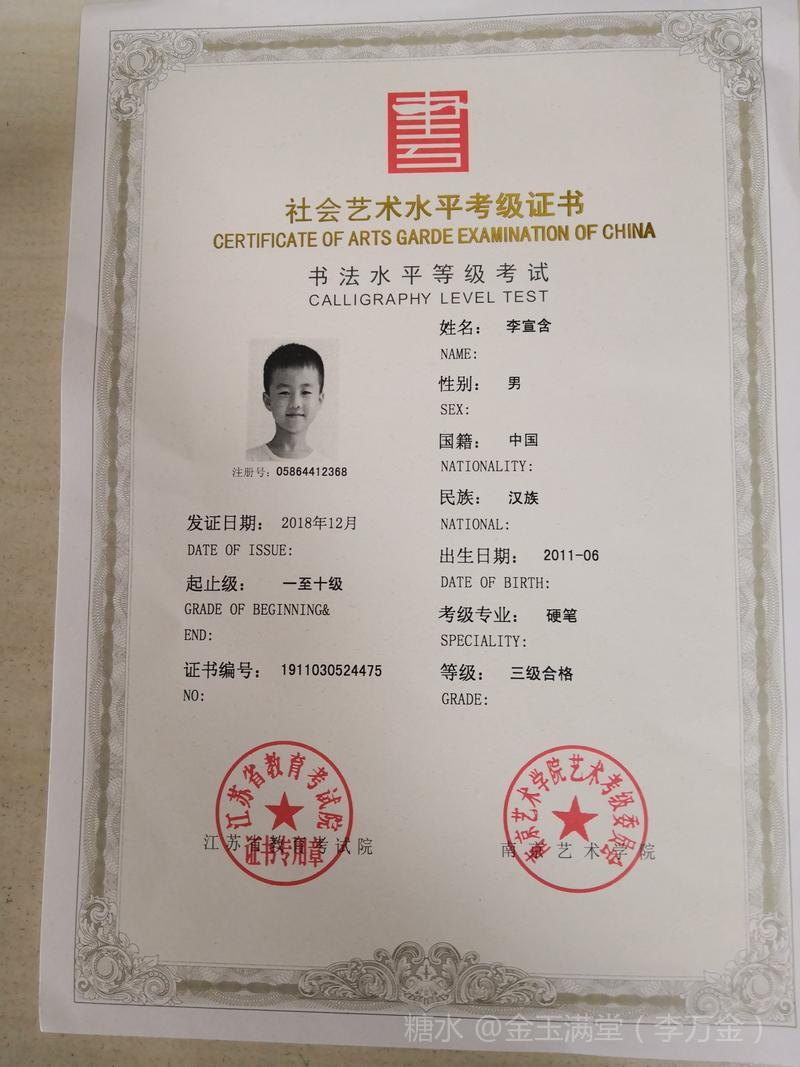 書
社会艺术水平考级证书
CERTIFICATE OF ARTS GARDE EXAMINATION OF CHINA
书法水平等级考试
CALLIGRAPHY LEVEL TEST
姓名： 李宣含
NAME:
性别： 男
SEX:
国籍： 中国
NATIONALITY:
民族： 汉族
NATIONAL:
出生日期： 2011-06
DATE OF BIRTH:
考级专业： 硬笔
SPECIALITY:
等级： 三级合格
GRADE:
注册号：05864412368
发证日期： 2018年12月
DATE OF ISSUE:
起止级： 一至十级
GRADE OF BEGINNING&
END:
证书编号： 1911030524475
NO:
江苏省教育考试院
证书专用章
江苏省教育考试院
南京艺术学院艺术考级委员会
南京艺术学院
糖水 @金玉满堂（李万金）